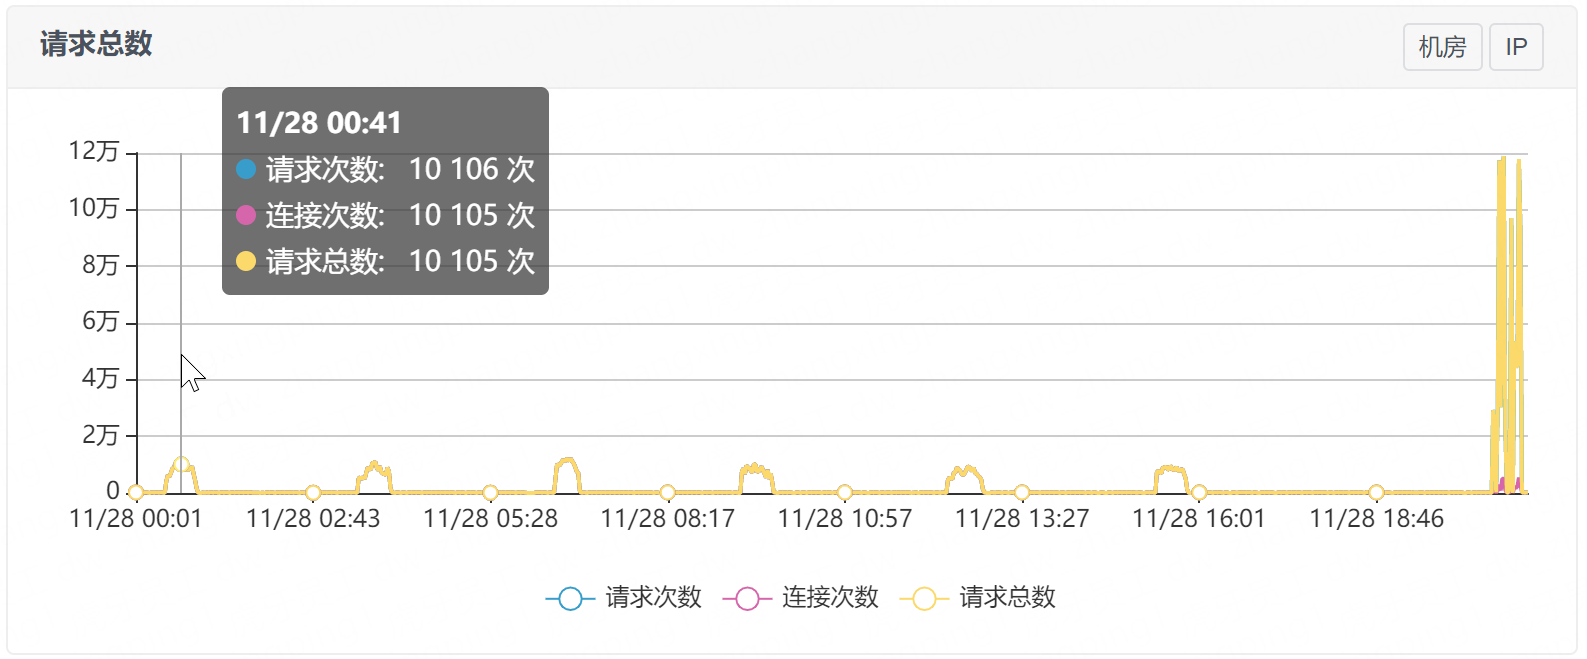 请求总数
机房 IP
11/28 00:41
请求次数: 10 106 次
连接次数: 10 105 次
请求总数: 10 105 次
12万
10万
8万
6万
4万
2万
0
11/28 00:01 11/28 02:43 11/28 05:28 11/28 08:17 11/28 10:57 11/28 13:27 11/28 16:01 11/28 18:46
请求次数 连接次数 请求总数